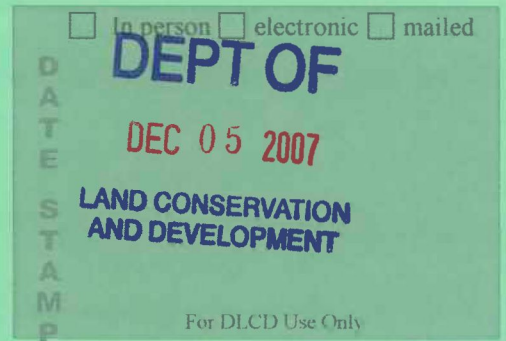 ☐ In person ☐ electronic ☐ mailed
DEPT OF
DEC 05 2007
LAND CONSERVATION
AND DEVELOPMENT
For DLCD Use Only
DATE STAMP